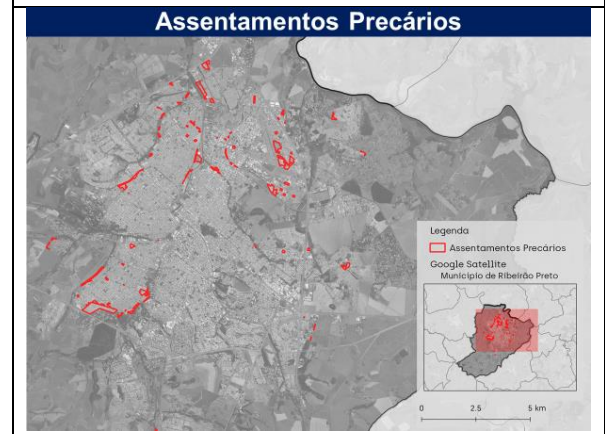 Assentamentos Precários
Legenda
Assentamentos Precários
Google Satellite
Município de Ribeirão Preto
0 2.5 5 km